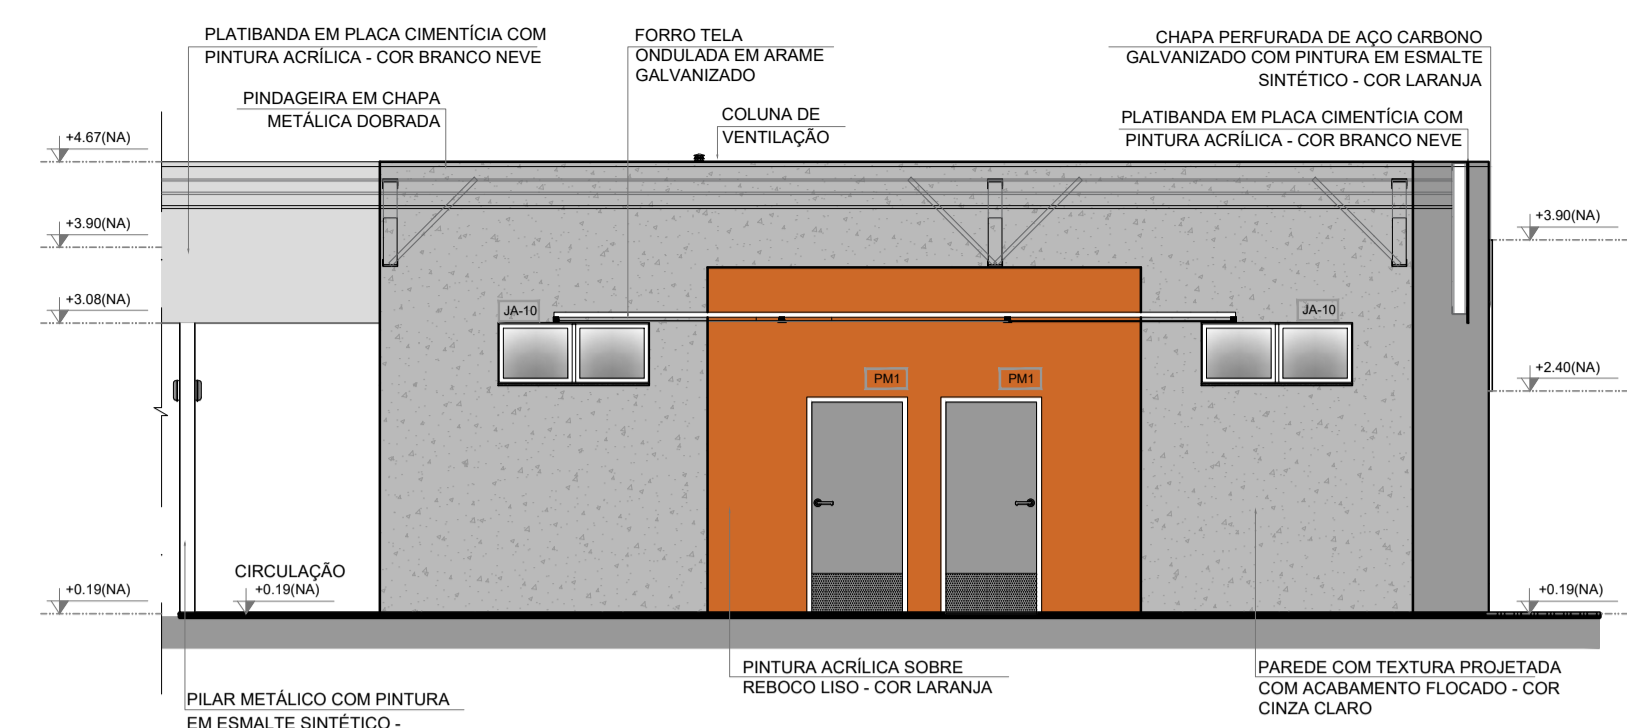 PLATIBANDA EM PLACA CIMENTÍCIA COM
PINTURA ACRÍLICA - COR BRANCO NEVE
FORRO TELA
ONDULADA EM ARAME
GALVANIZADO
CHAPA PERFURADA DE AÇO CARBONO
GALVANIZADO COM PINTURA EM ESMALTE
SINTÉTICO - COR LARANJA
PINDAGEIRA EM CHAPA
METÁLICA DOBRADA
COLUNA DE
VENTILAÇÃO
PLATIBANDA EM PLACA CIMENTÍCIA COM
PINTURA ACRÍLICA - COR BRANCO NEVE
+4.67(NA)
+3.90(NA)
+3.90(NA)
+3.08(NA)
JA-10
JA-10
+2.40(NA)
PM1
PM1
CIRCULAÇÃO
+0.19(NA)
+0.19(NA)
+0.19(NA)
PINTURA ACRÍLICA SOBRE
REBOCO LISO - COR LARANJA
PAREDE COM TEXTURA PROJETADA
COM ACABAMENTO FLOCADO - COR
CINZA CLARO
PILAR METÁLICO COM PINTURA
EM ESMALTE SINTÉTICO -